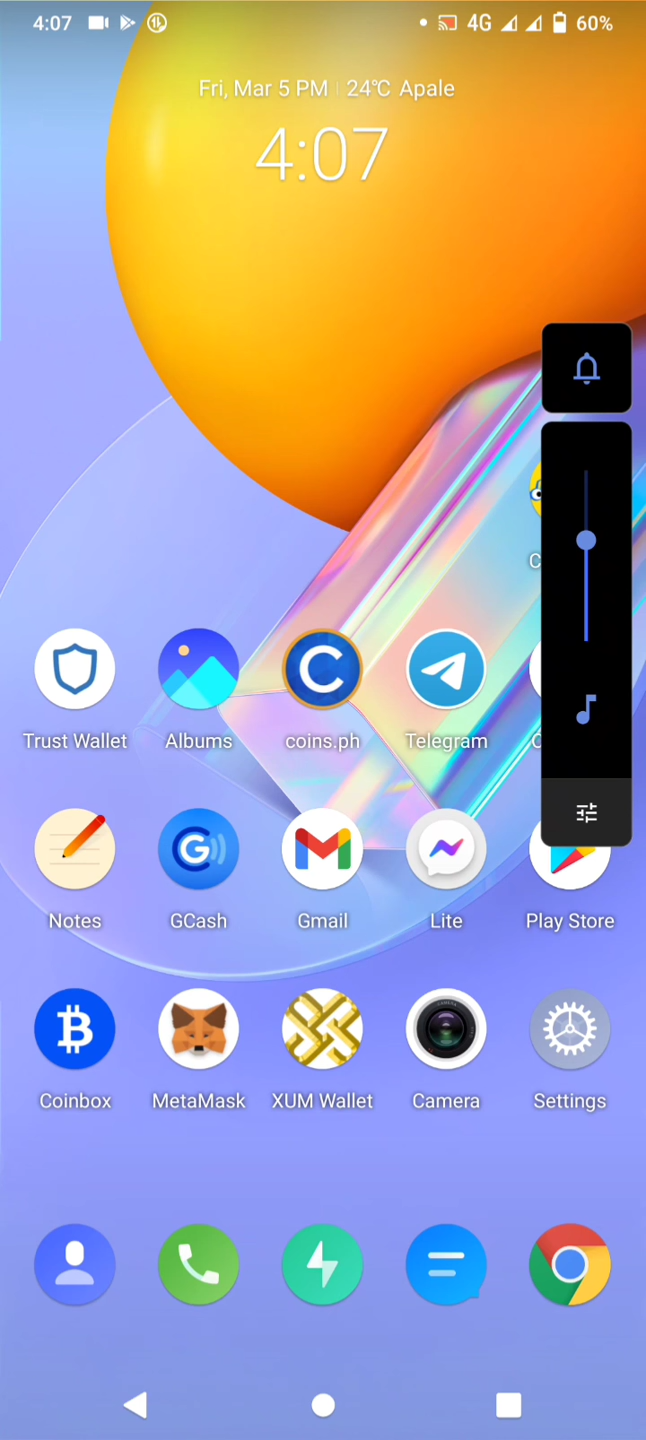 4:07
4G
60%
Fri, Mar 5 PM | 24℃ Apale
4:07
C
Trust Wallet
Albums
coins.ph
Telegram
Notes
GCash
Gmail
Lite
Play Store
Coinbox
MetaMask
XUM Wallet
Camera
Settings